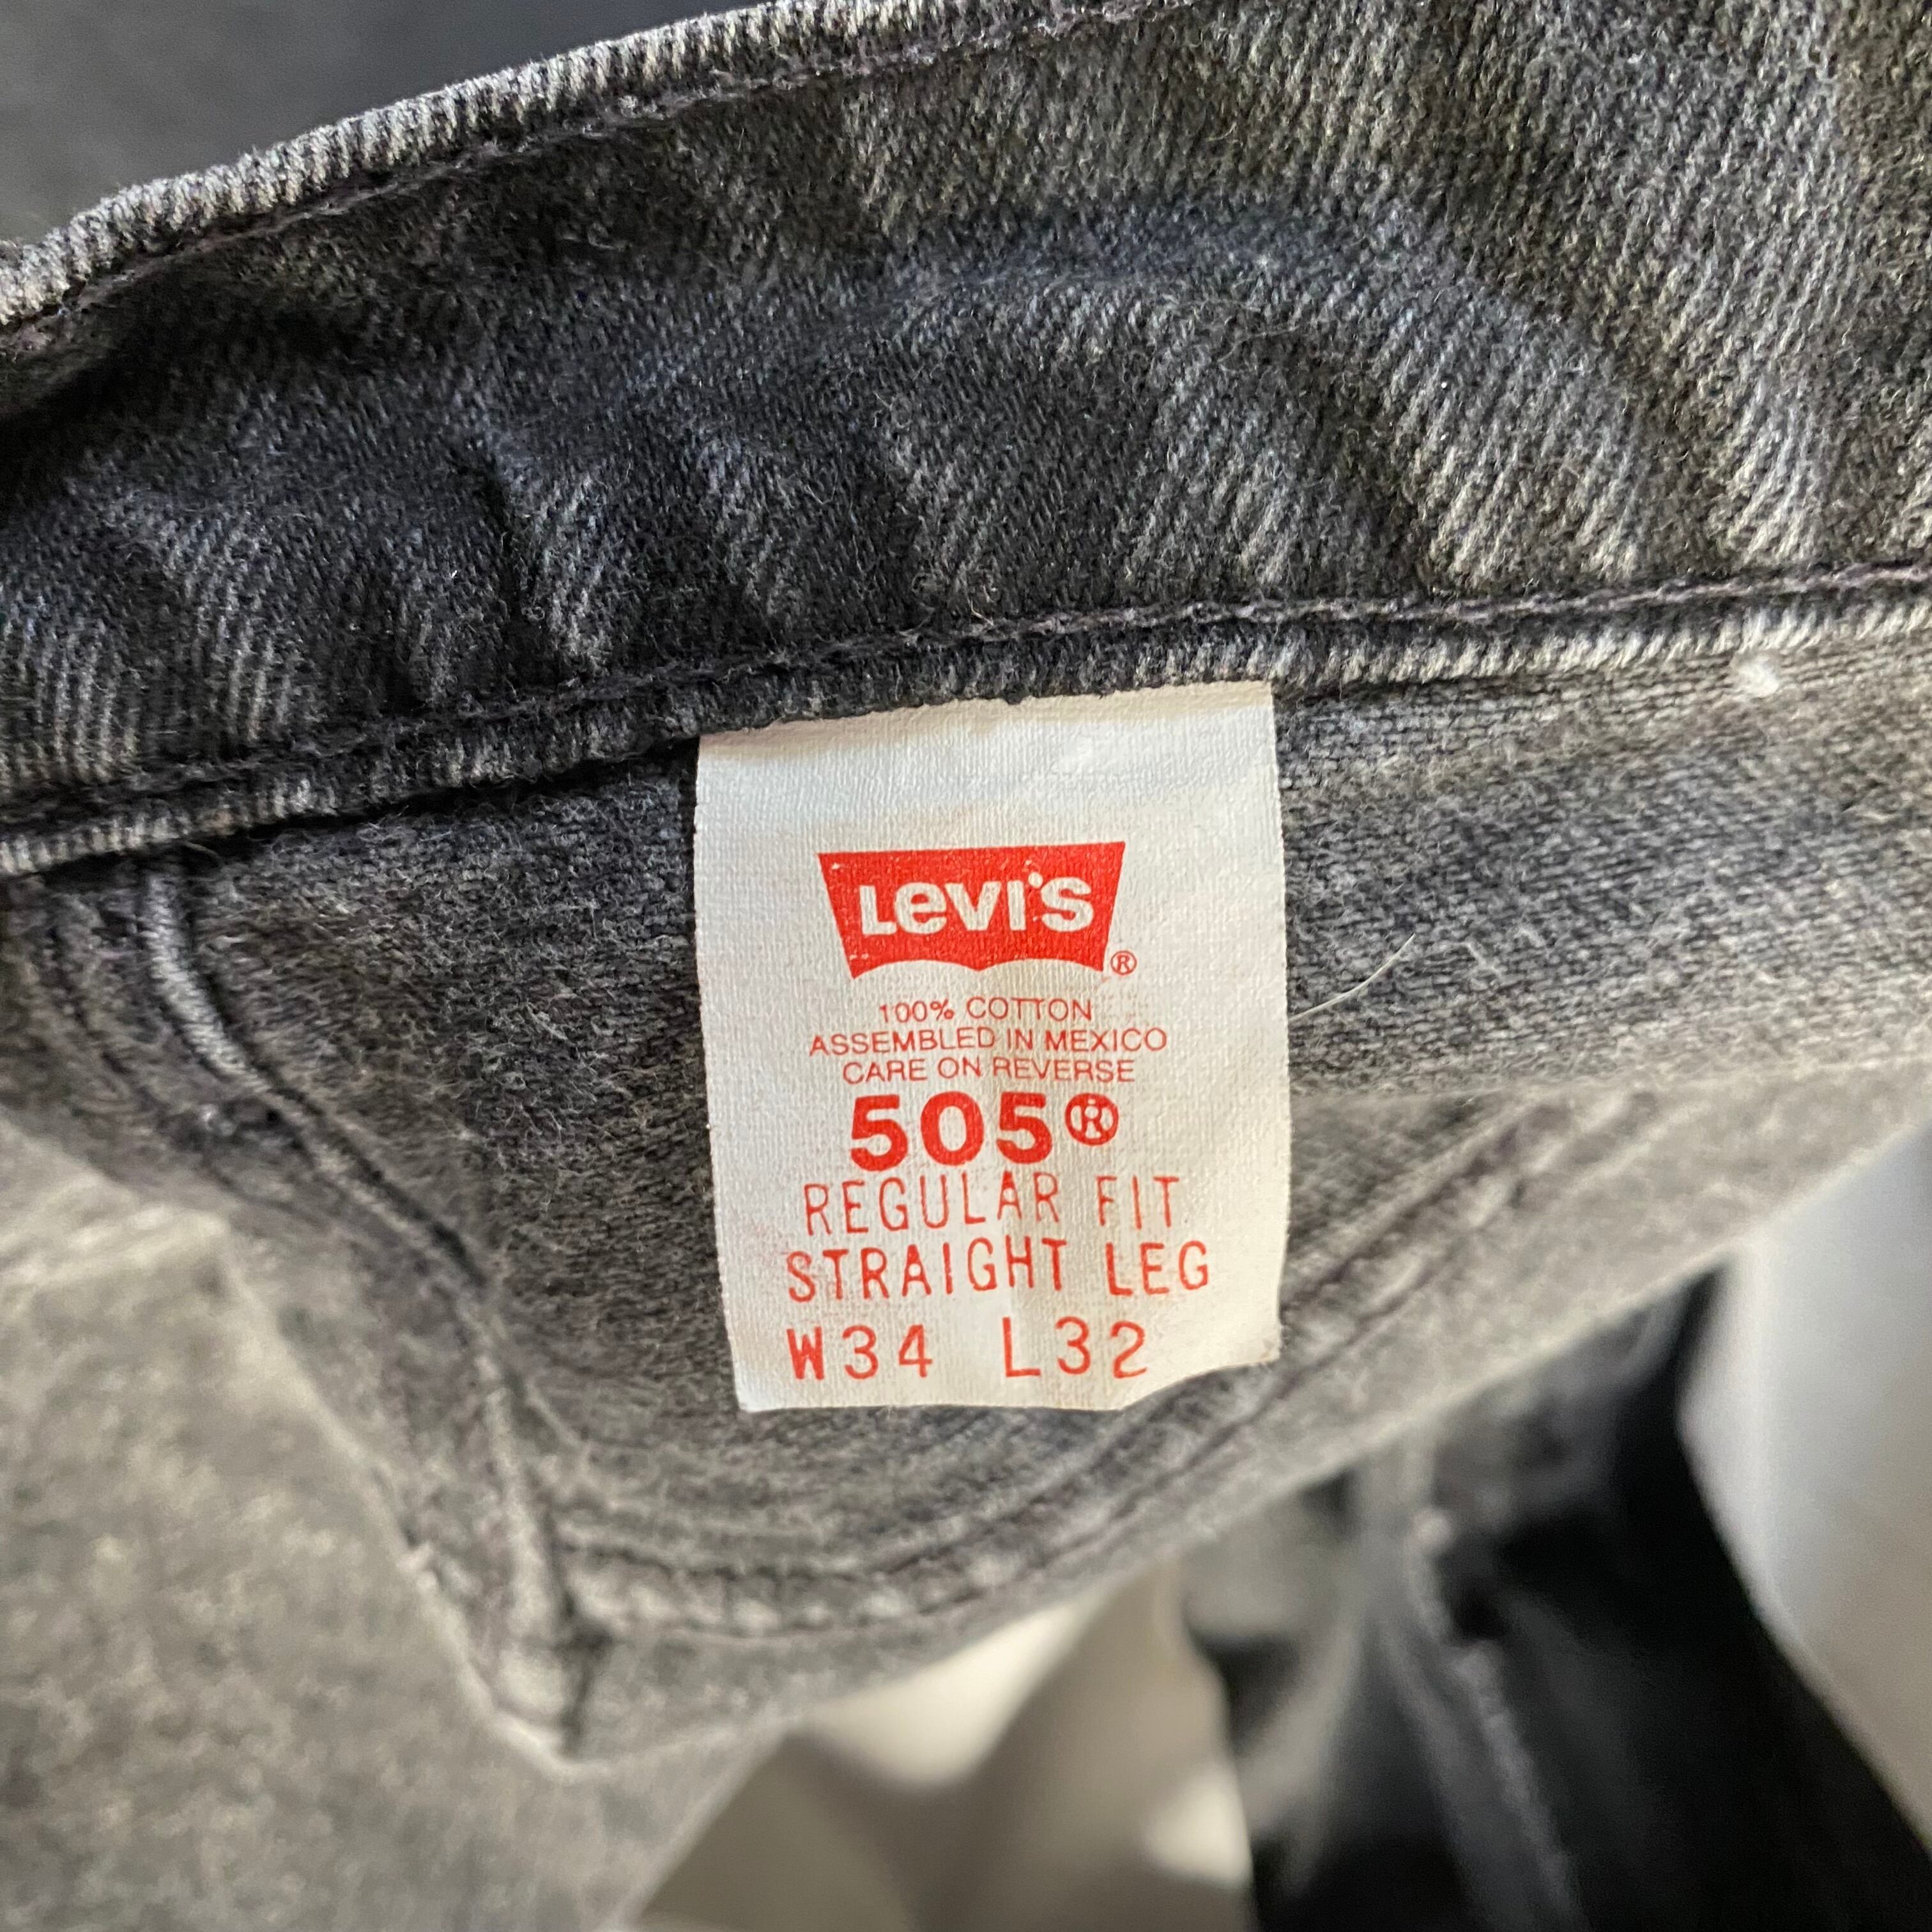 LEVI'S
®
100% COTTON
ASSEMBLED IN MEXICO
CARE ON REVERSE
505®
REGULAR FIT
STRAIGHT LEG
W34 L32